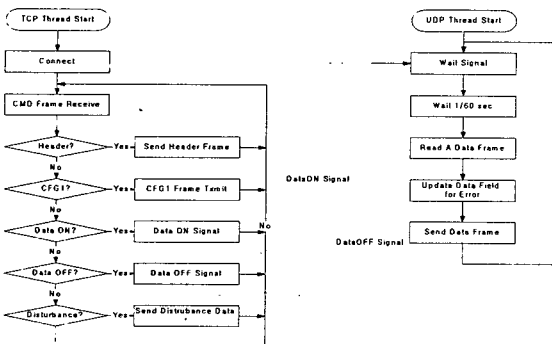 TCP Thread Start
Connect
CMD Frame Receive
Header?
Yes
Send Header Frame
No
CFG1?
Yes
CFG1 Frame Txmit
No
Data ON?
Yes
Data ON Signal
No
No
Data OFF?
Yes
Data OFF Signal
No
Disturbance?
Yes
Send Distrubance Data
DataON Signal
DataOFF Signal
UDP Thread Start
Wail Signal
Wail 1/60 sec
Read A Data Frame
Update Data Field
for Error
Send Data Frame